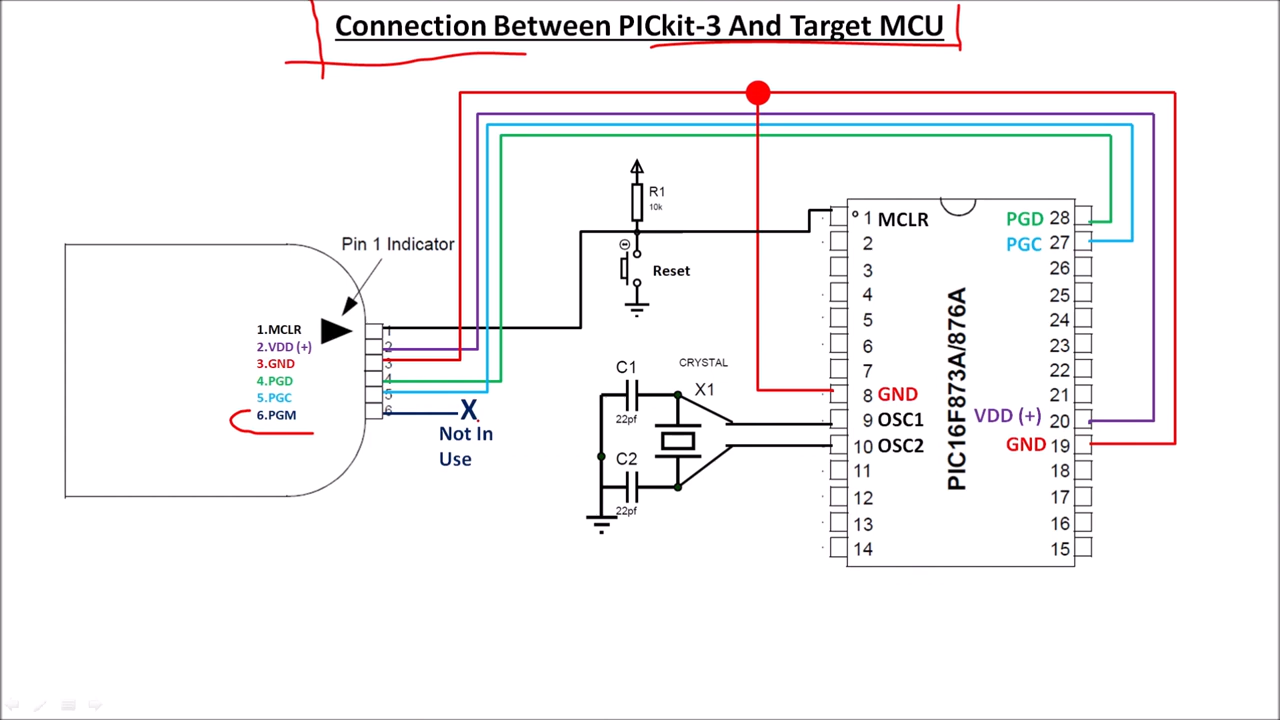 Connection Between PICkit-3 And Target MCU
R1
10k
Reset
Pin 1 Indicator
1.MCLR
2.VDD (+)
3.GND
4.PGD
5.PGC
6.PGM
1
2
3
4
5
6
X
Not In
Use
CRYSTAL
X1
C1
22pf
C2
22pf
1 MCLR
2
3
4
5
6
7
8 GND
9 OSC1
10 OSC2
11
12
13
14
PIC16F873A/876A
PGD 28
PGC 27
26
25
24
23
22
21
VDD (+) 20
GND 19
18
17
16
15